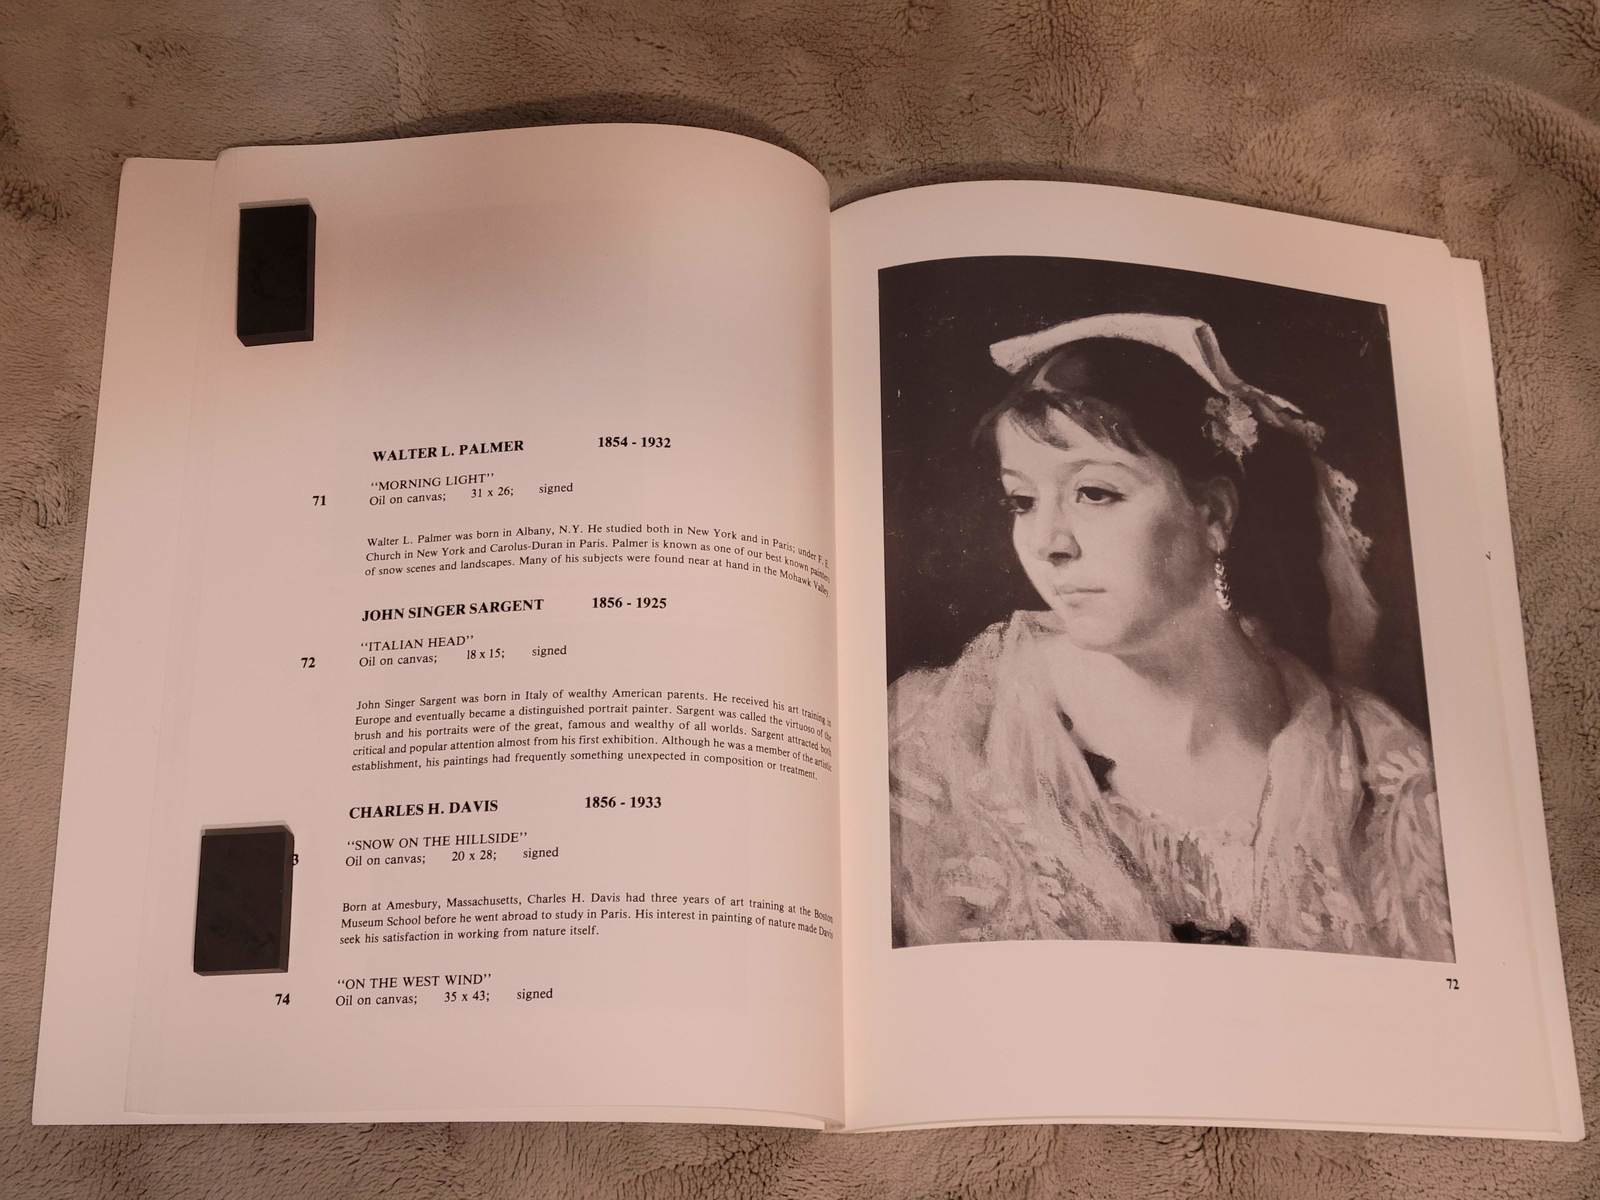 WALTER L. PALMER 1854 - 1932
"MORNING LIGHT"
71 Oil on canvas; 31 x 26; signed
Walter L. Palmer was born in Albany, N.Y. He studied both in New York and in Paris; under F. E.
Church in New York and Carolus-Duran in Paris. Palmer is known as one of our best known painters
of snow scenes and landscapes. Many of his subjects were found near at hand in the Mohawk Valley.
JOHN SINGER SARGENT 1856 - 1925
"ITALIAN HEAD"
72 Oil on canvas; 18 x 15; signed
John Singer Sargent was born in Italy of wealthy American parents. He received his art training in
Europe and eventually became a distinguished portrait painter. Sargent was called the virtuoso of the
brush and his portraits were of the great, famous and wealthy of all worlds. Sargent attracted both
critical and popular attention almost from his first exhibition. Although he was a member of the artistic
establishment, his paintings had frequently something unexpected in composition or treatment.
CHARLES H. DAVIS 1856 - 1933
"SNOW ON THE HILLSIDE"
3 Oil on canvas; 20 x 28; signed
Born at Amesbury, Massachusetts, Charles H. Davis had three years of art training at the Boston
Museum School before he went abroad to study in Paris. His interest in painting of nature made Davis
seek his satisfaction in working from nature itself.
"ON THE WEST WIND"
74 Oil on canvas; 35 x 43; signed
72